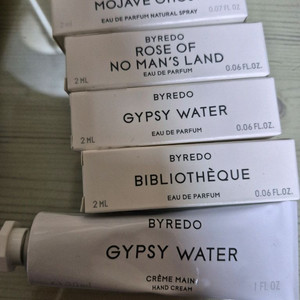 MOJAVE GHOST
EAU DE PARFUM NATURAL SPRAY
0.07 FL.OZ.
BYREDO
ROSE OF
NO MAN'S LAND
2 ML
EAU DE PARFUM
0.06 FL.OZ.
BYREDO
GYPSY WATER
2 ML
EAU DE PARFUM
0.06 FL.OZ.
BYREDO
BIBLIOTHÈQUE
2 ML
EAU DE PARFUM
0.06 FL.OZ.
BYREDO
GYPSY WATER
CRÈME MAIN
HAND CREAM
1 FL OZ